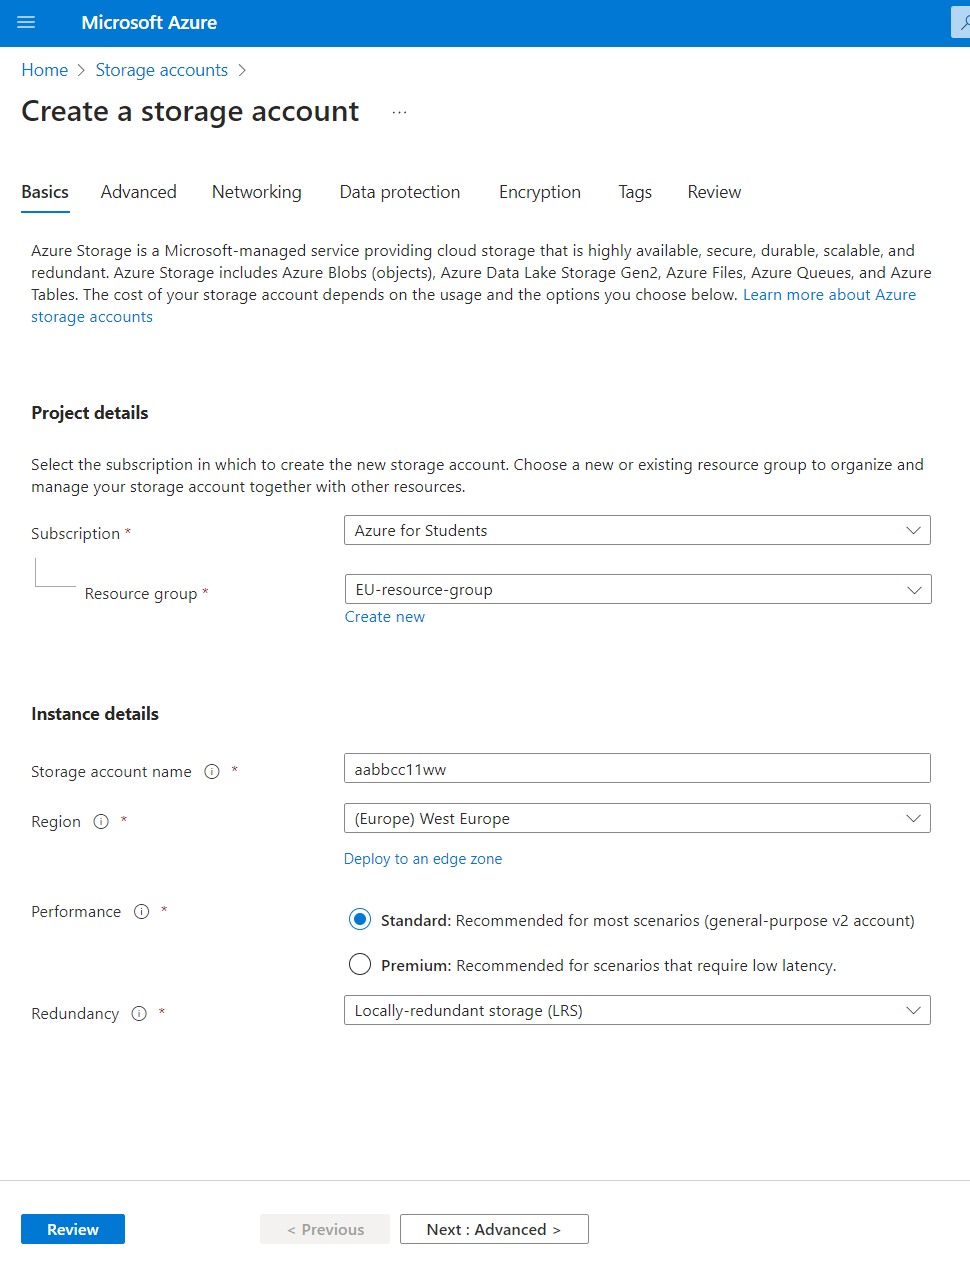 Microsoft Azure
Home > Storage accounts >
Create a storage account ...
Basics Advanced Networking Data protection Encryption Tags Review
Azure Storage is a Microsoft-managed service providing cloud storage that is highly available, secure, durable, scalable, and
redundant. Azure Storage includes Azure Blobs (objects), Azure Data Lake Storage Gen2, Azure Files, Azure Queues, and Azure
Tables. The cost of your storage account depends on the usage and the options you choose below. Learn more about Azure
storage accounts
Project details
Select the subscription in which to create the new storage account. Choose a new or existing resource group to organize and
manage your storage account together with other resources.
Subscription * Azure for Students
Resource group * EU-resource-group
Create new
Instance details
Storage account name * aabbcc11ww
Region * (Europe) West Europe
Deploy to an edge zone
Performance * Standard: Recommended for most scenarios (general-purpose v2 account)
Premium: Recommended for scenarios that require low latency.
Redundancy * Locally-redundant storage (LRS)
Review < Previous Next : Advanced >